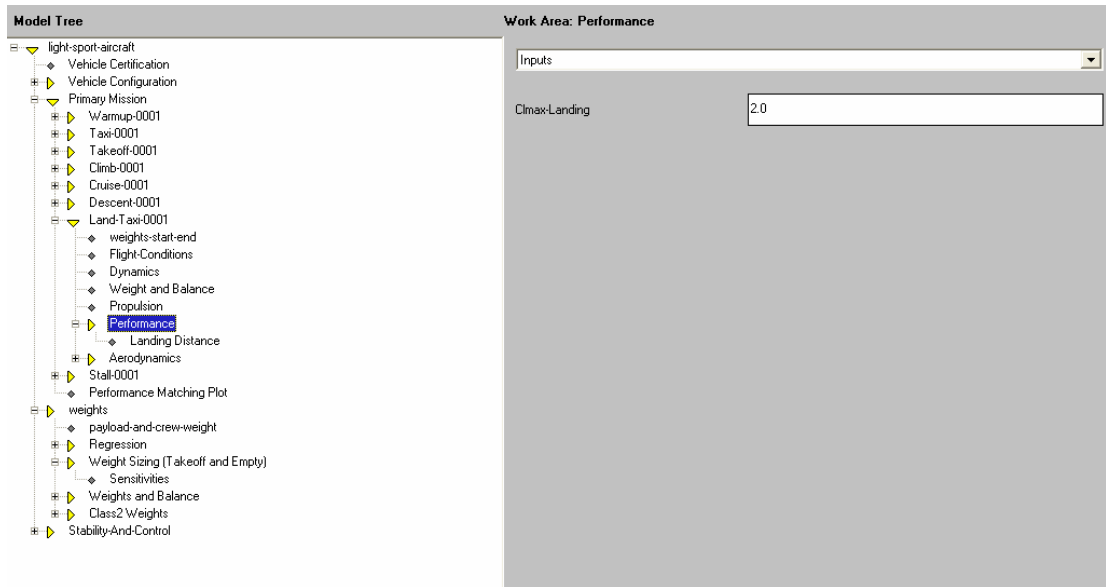 Model Tree
light-sport-aircraft
Vehicle Certification
Vehicle Configuration
Primary Mission
Warmup-0001
Taxi-0001
Takeoff-0001
Climb-0001
Cruise-0001
Descent-0001
Land-Taxi-0001
weights-start-end
Flight-Conditions
Dynamics
Weight and Balance
Propulsion
Performance
Landing Distance
Aerodynamics
Stall-0001
Performance Matching Plot
weights
payload-and-crew-weight
Regression
Weight Sizing (Takeoff and Empty)
Sensitivities
Weights and Balance
Class2 Weights
Stability-And-Control
Work Area: Performance
Inputs
Clmax-Landing 2.0